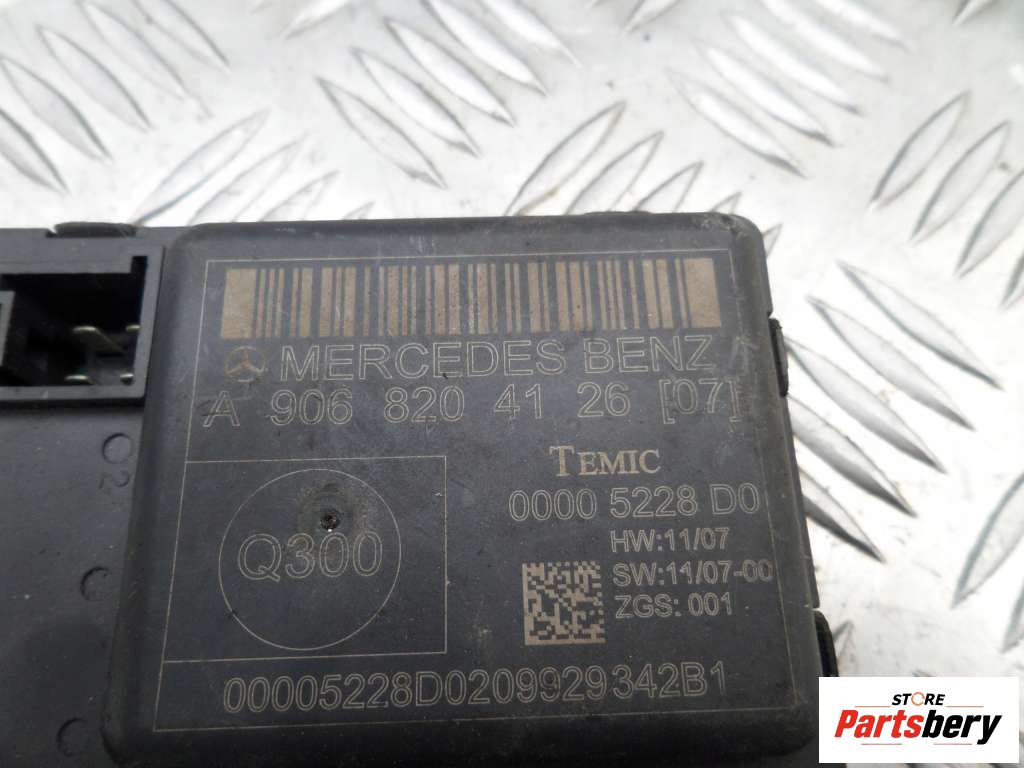 MERCEDES BENZ
A 906 820 41 26 [07]
TEMIC
0000 5228 D0
HW:11/07
SW:11/07-00
ZGS: 001
Q300
00005228D0209929342B1
2
STORE
Partsbery